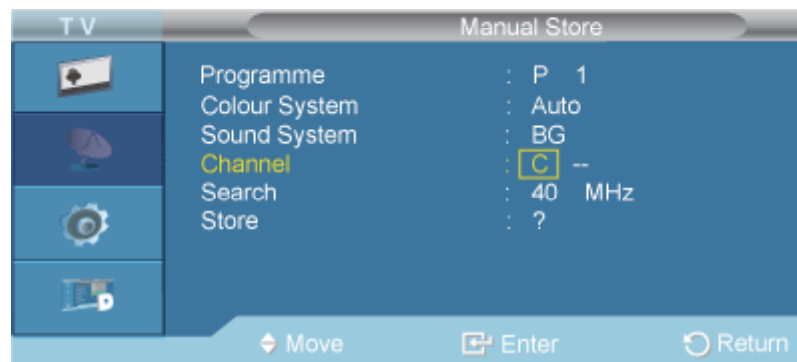 TV Manual Store
Programme : P 1
Colour System : Auto
Sound System : BG
Channel : C --
Search : 40 MHz
Store : ?
D
Move Enter Return